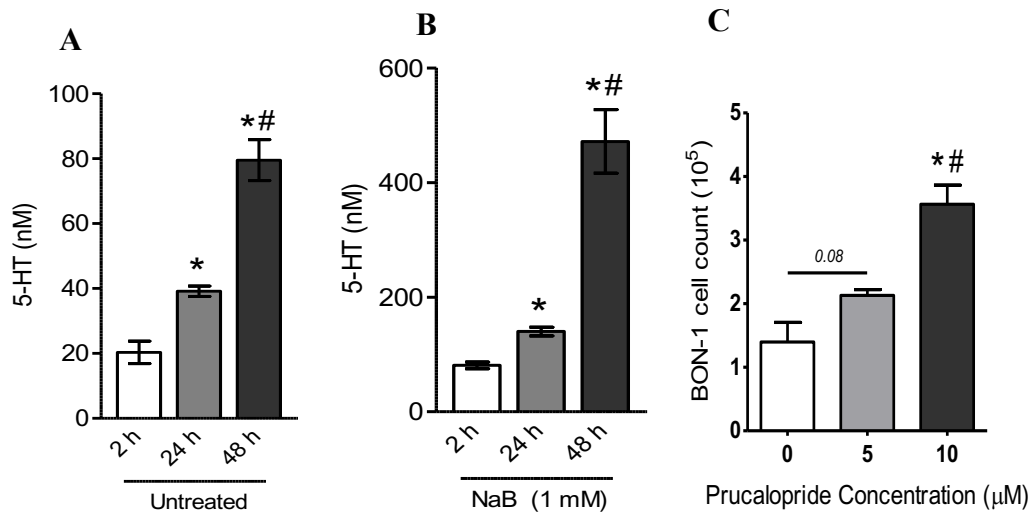 A
5-HT (nM)
100
80
60
40
20
0
*
*#
2 h
24 h
48 h
Untreated
B
5-HT (nM)
600
400
200
0
*
*#
2 h
24 h
48 h
NaB (1 mM)
C
BON-1 cell count (10⁵)
5
4
3
2
1
0
0.08
*#
0
5
10
Prucalopride Concentration (μM)